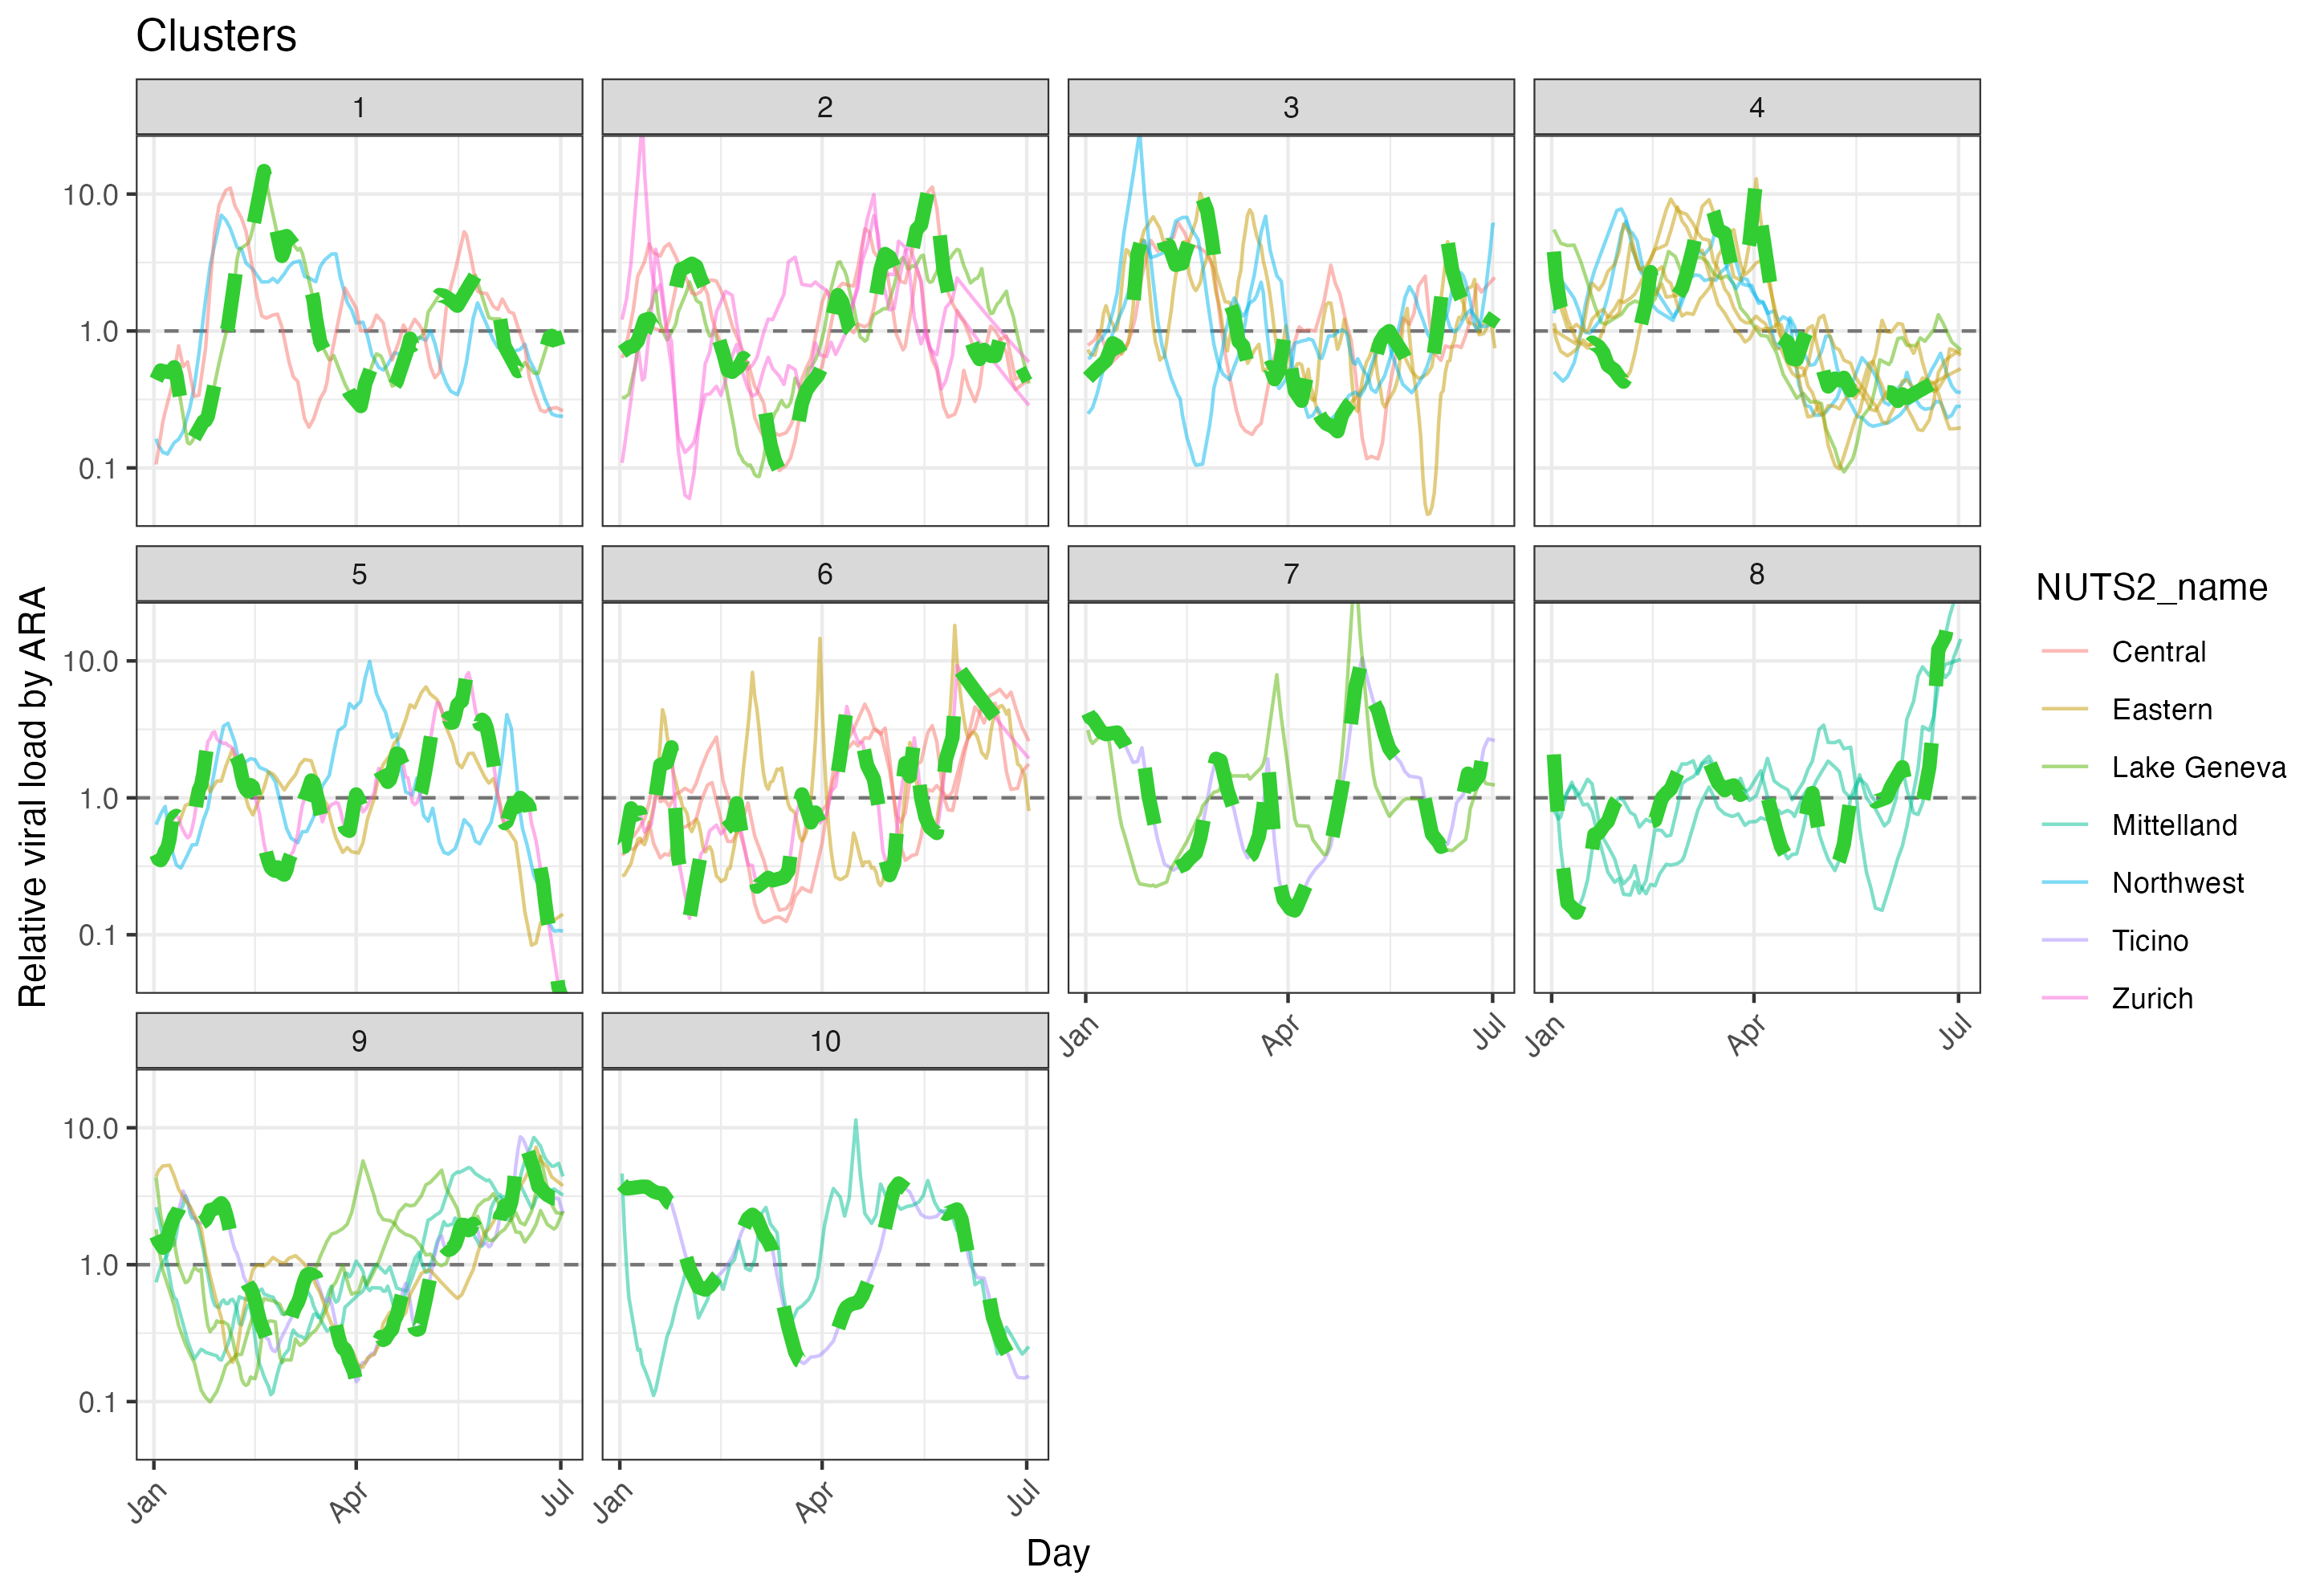 Clusters
1
2
3
4
10.0
1.0
0.1
5
6
7
8
10.0
1.0
0.1
Jan
Apr
Jul
Jan
Apr
Jul
9
10
10.0
1.0
0.1
Jan
Apr
Jul
Jan
Apr
Jul
Day
Relative viral load by ARA
NUTS2_name
Central
Eastern
Lake Geneva
Mittelland
Northwest
Ticino
Zurich